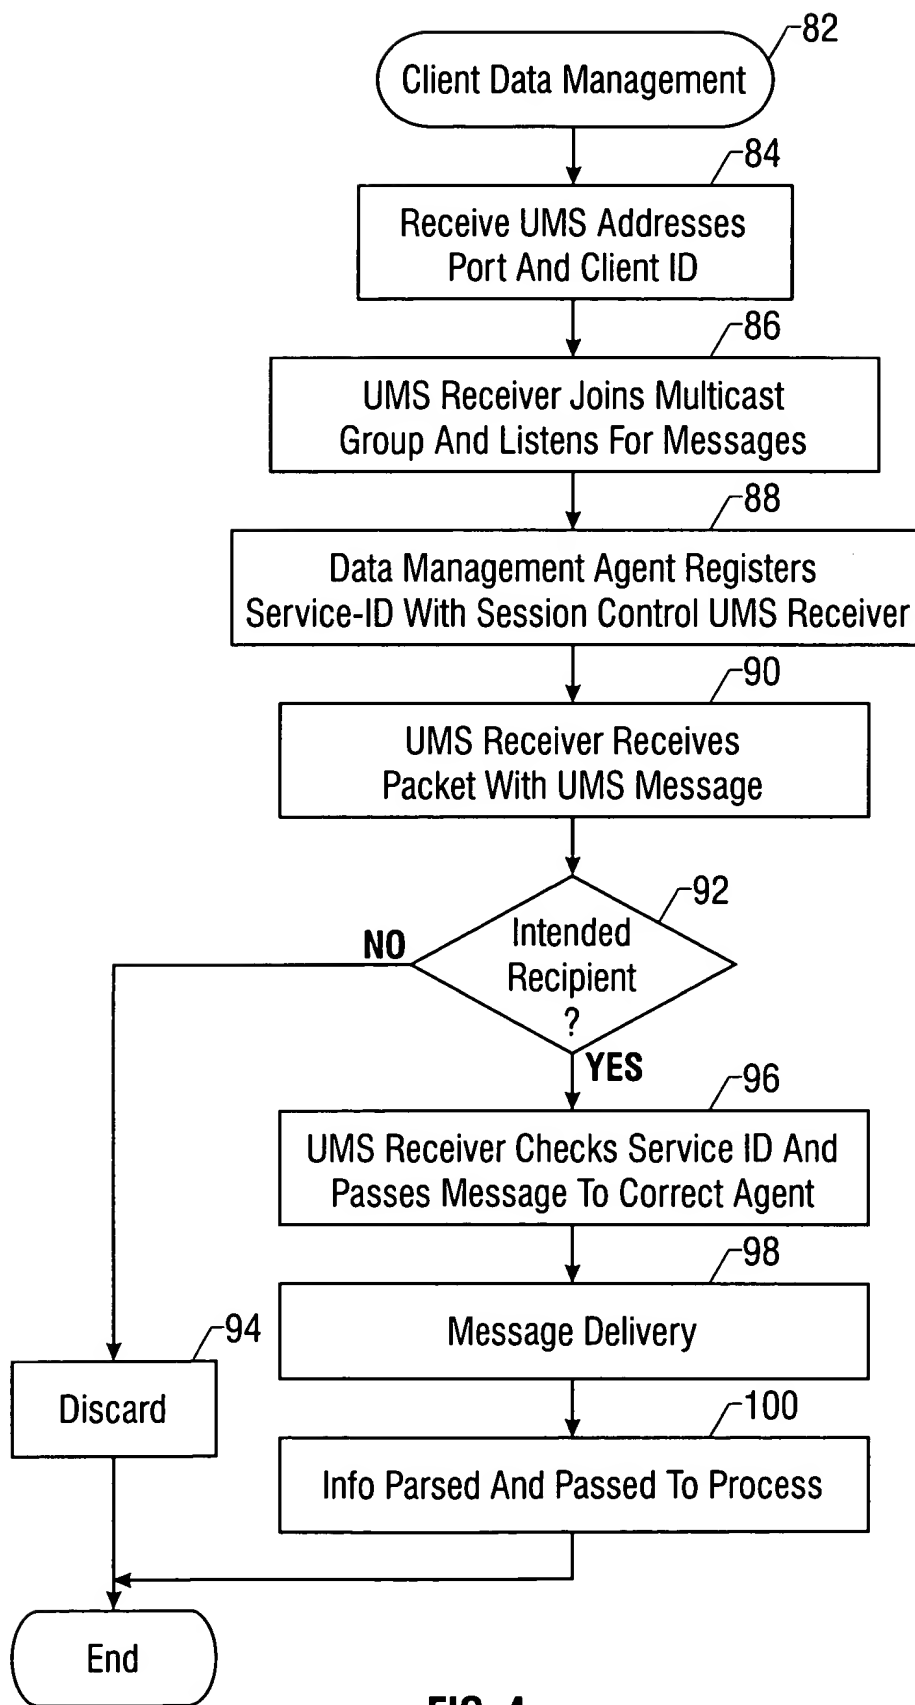 82
Client Data Management
84
Receive UMS Addresses
Port And Client ID
86
UMS Receiver Joins Multicast
Group And Listens For Messages
88
Data Management Agent Registers
Service-ID With Session Control UMS Receiver
90
UMS Receiver Receives
Packet With UMS Message
92
Intended
Recipient
?
NO
YES
96
UMS Receiver Checks Service ID And
Passes Message To Correct Agent
98
Message Delivery
94
Discard
100
Info Parsed And Passed To Process
End
FIG. 4